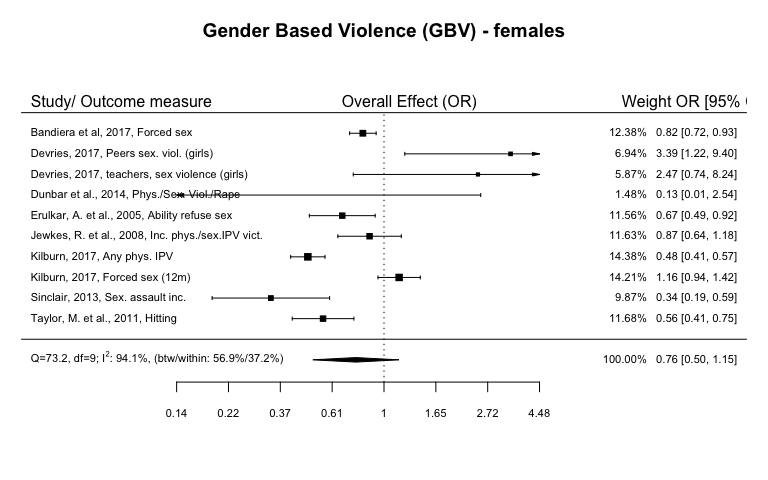 Gender Based Violence (GBV) - females
Study/ Outcome measure Overall Effect (OR) Weight OR [95%
Bandiera et al, 2017, Forced sex 12.38% 0.82 [0.72, 0.93]
Devries, 2017, Peers sex. viol. (girls) 6.94% 3.39 [1.22, 9.40]
Devries, 2017, teachers, sex violence (girls) 5.87% 2.47 [0.74, 8.24]
Dunbar et al., 2014, Phys./Sex Viol./Rape 1.48% 0.13 [0.01, 2.54]
Erulkar, A. et al., 2005, Ability refuse sex 11.56% 0.67 [0.49, 0.92]
Jewkes, R. et al., 2008, Inc. phys./sex.IPV vict. 11.63% 0.87 [0.64, 1.18]
Kilburn, 2017, Any phys. IPV 14.38% 0.48 [0.41, 0.57]
Kilburn, 2017, Forced sex (12m) 14.21% 1.16 [0.94, 1.42]
Sinclair, 2013, Sex. assault inc. 9.87% 0.34 [0.19, 0.59]
Taylor, M. et al., 2011, Hitting 11.68% 0.56 [0.41, 0.75]
Q=73.2, df=9; I²: 94.1%, (btw/within: 56.9%/37.2%) 100.00% 0.76 [0.50, 1.15]
0.14 0.22 0.37 0.61 1 1.65 2.72 4.48